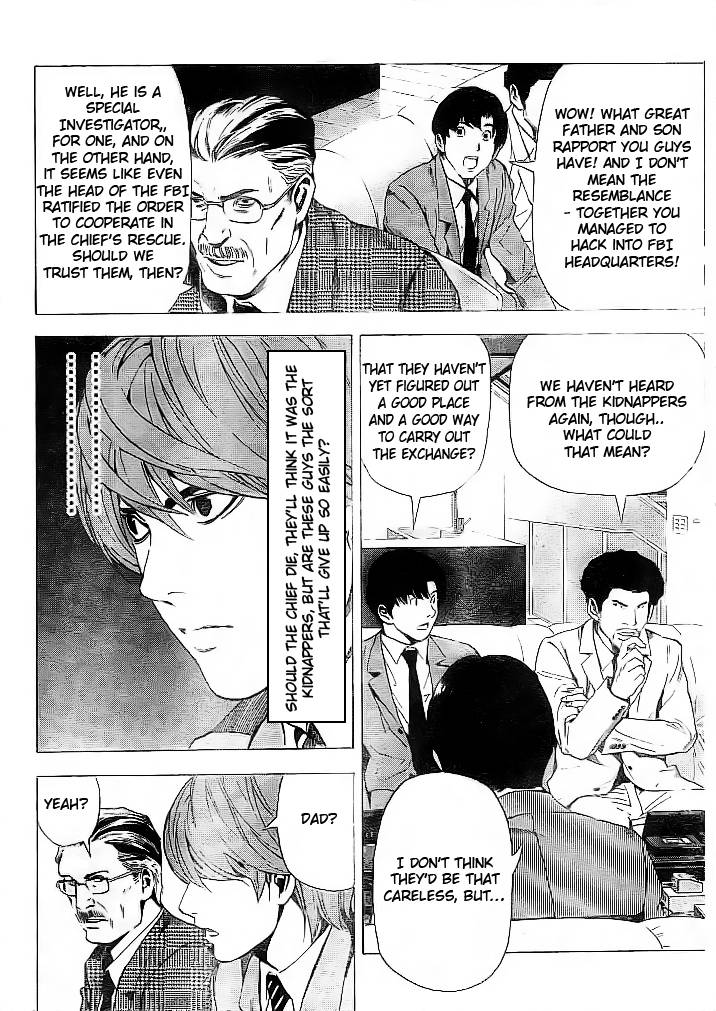 WOW! WHAT GREAT
FATHER AND SON
RAPPORT YOU GUYS
HAVE! AND I DON'T
MEAN THE
RESEMBLANCE
- TOGETHER YOU
MANAGED TO
HACK INTO FBI
HEADQUARTERS!
WELL, HE IS A
SPECIAL
INVESTIGATOR,,
FOR ONE, AND ON
THE OTHER HAND,
IT SEEMS LIKE EVEN
THE HEAD OF THE FBI
RATIFIED THE ORDER
TO COOPERATE IN
THE CHIEF'S RESCUE.
SHOULD WE
TRUST THEM, THEN?
WE HAVEN'T HEARD
FROM THE KIDNAPPERS
AGAIN, THOUGH..
WHAT COULD
THAT MEAN?
THAT THEY HAVEN'T
YET FIGURED OUT
A GOOD PLACE
AND A GOOD WAY
TO CARRY OUT
THE EXCHANGE?
I DON'T THINK
THEY'D BE THAT
CARELESS, BUT...
SHOULD THE CHIEF DIE, THEY'LL THINK IT WAS THE
KIDNAPPERS, BUT ARE THESE GUYS THE SORT
THAT'LL GIVE UP SO EASILY?
DAD?
YEAH?